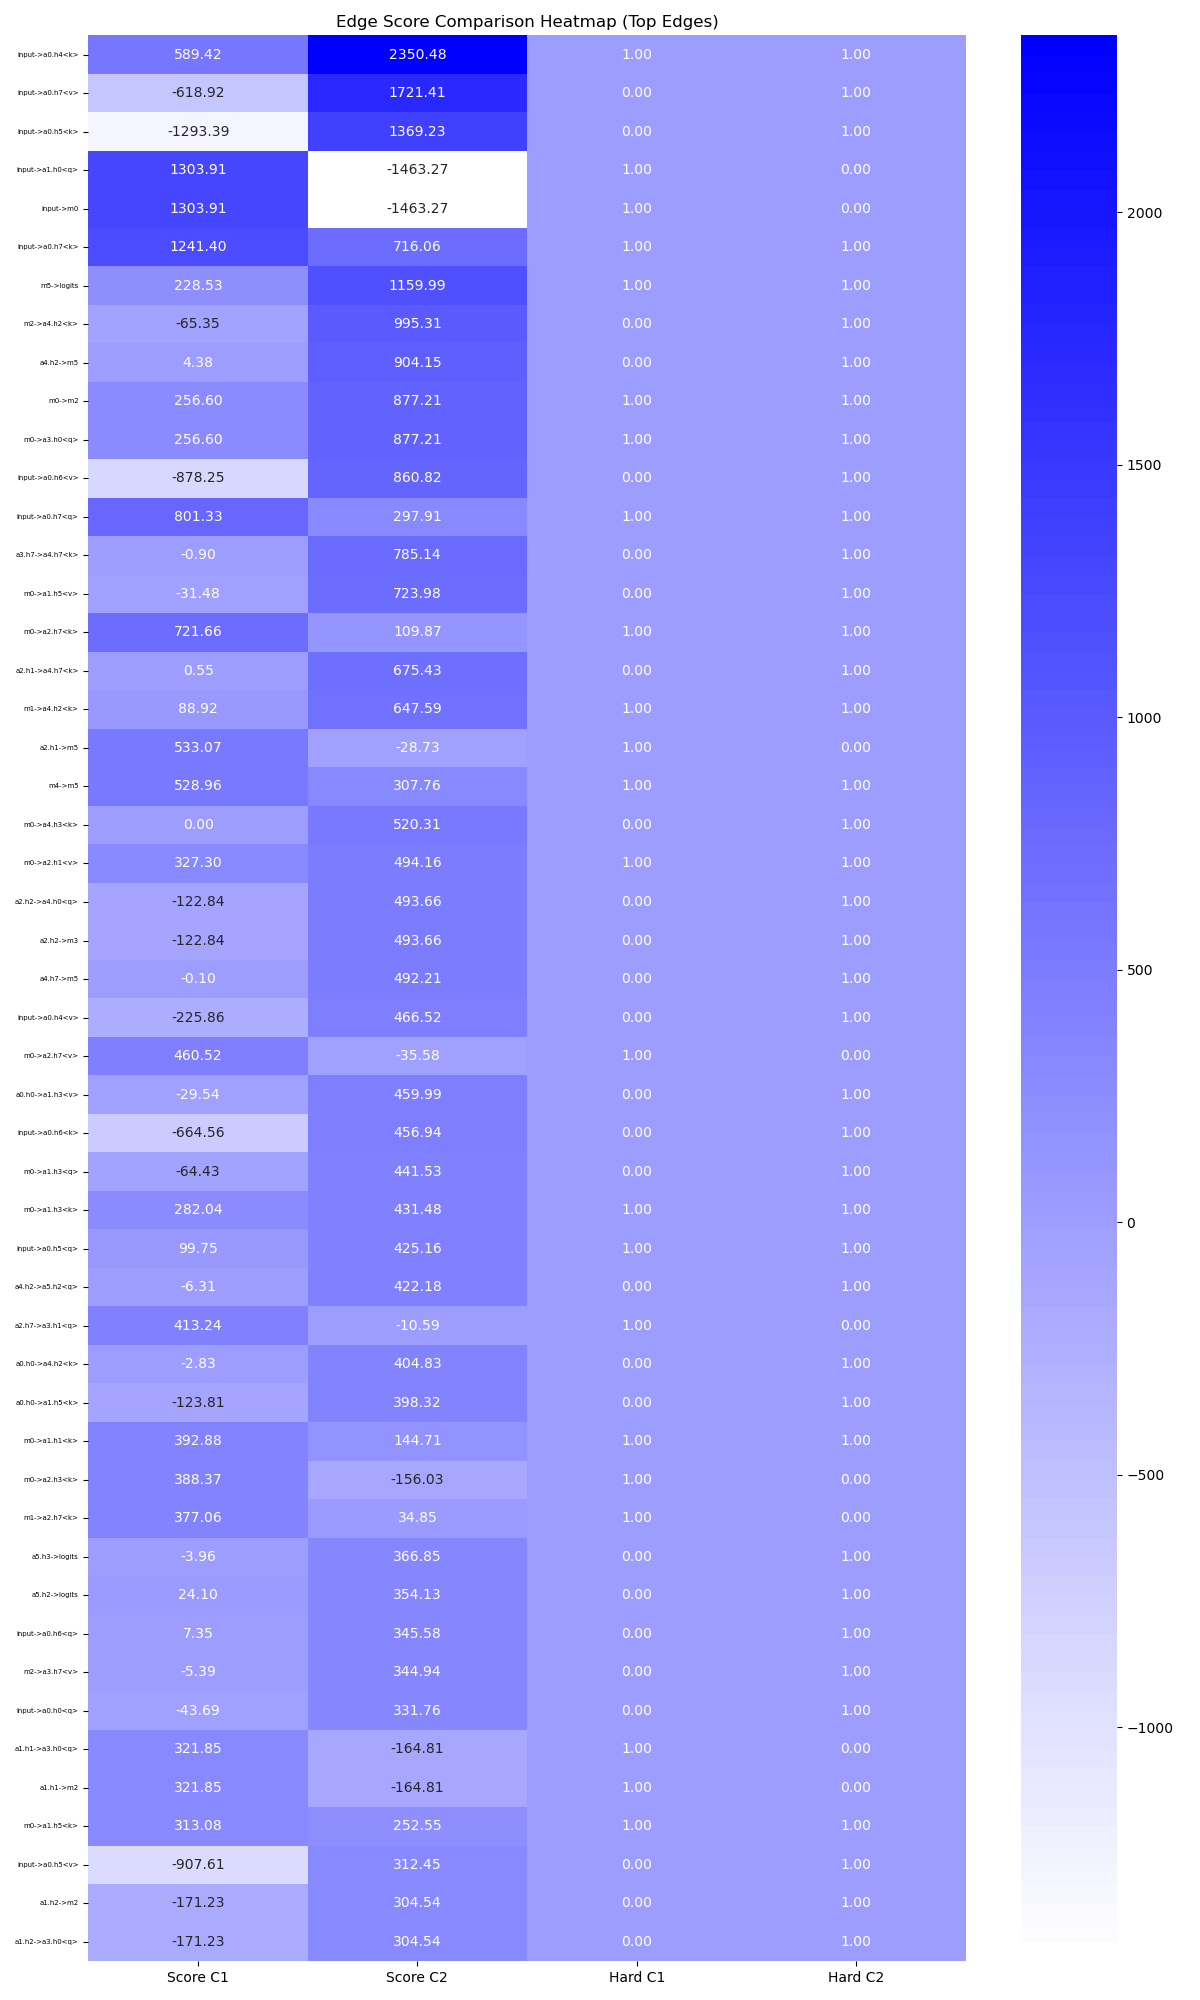 Edge Score Comparison Heatmap (Top Edges)
input->a0.h4<k> 589.42 2350.48 1.00 1.00
input->a0.h7<v> -618.92 1721.41 0.00 1.00
input->a0.h5<k> -1293.39 1369.23 0.00 1.00
input->a1.h0<q> 1303.91 -1463.27 1.00 0.00
input->m0 1303.91 -1463.27 1.00 0.00
input->a0.h7<k> 1241.40 716.06 1.00 1.00
m5->logits 228.53 1159.99 1.00 1.00
m2->a4.h2<k> -65.35 995.31 0.00 1.00
a4.h2->m5 4.38 904.15 0.00 1.00
m0->m2 256.60 877.21 1.00 1.00
m0->a3.h0<q> 256.60 877.21 1.00 1.00
input->a0.h6<v> -878.25 860.82 0.00 1.00
input->a0.h7<q> 801.33 297.91 1.00 1.00
a3.h7->a4.h7<k> -0.90 785.14 0.00 1.00
m0->a1.h5<v> -31.48 723.98 0.00 1.00
m0->a2.h7<k> 721.66 109.87 1.00 1.00
a2.h1->a4.h7<k> 0.55 675.43 0.00 1.00
m1->a4.h2<k> 88.92 647.59 1.00 1.00
a2.h1->m5 533.07 -28.73 1.00 0.00
m4->m5 528.96 307.76 1.00 1.00
m0->a4.h3<k> 0.00 520.31 0.00 1.00
m0->a2.h1<v> 327.30 494.16 1.00 1.00
a2.h2->a4.h0<q> -122.84 493.66 0.00 1.00
a2.h2->m3 -122.84 493.66 0.00 1.00
a4.h7->m5 -0.10 492.21 0.00 1.00
input->a0.h4<v> -225.86 466.52 0.00 1.00
m0->a2.h7<v> 460.52 -35.58 1.00 0.00
a0.h0->a1.h3<v> -29.54 459.99 0.00 1.00
input->a0.h6<k> -664.56 456.94 0.00 1.00
m0->a1.h3<q> -64.43 441.53 0.00 1.00
m0->a1.h3<k> 282.04 431.48 1.00 1.00
input->a0.h5<q> 99.75 425.16 1.00 1.00
a4.h2->a5.h2<q> -6.31 422.18 0.00 1.00
a2.h7->a3.h1<q> 413.24 -10.59 1.00 0.00
a0.h0->a4.h2<k> -2.83 404.83 0.00 1.00
a0.h0->a1.h5<k> -123.81 398.32 0.00 1.00
m0->a1.h1<k> 392.88 144.71 1.00 1.00
m0->a2.h3<k> 388.37 -156.03 1.00 0.00
m1->a2.h7<k> 377.06 34.85 1.00 0.00
a5.h3->logits -3.96 366.85 0.00 1.00
a5.h2->logits 24.10 354.13 0.00 1.00
input->a0.h6<q> 7.35 345.58 0.00 1.00
m2->a3.h7<v> -5.39 344.94 0.00 1.00
input->a0.h0<q> -43.69 331.76 0.00 1.00
a1.h1->a3.h0<q> 321.85 -164.81 1.00 0.00
a1.h1->m2 321.85 -164.81 1.00 0.00
m0->a1.h5<k> 313.08 252.55 1.00 1.00
input->a0.h5<v> -907.61 312.45 0.00 1.00
a1.h2->m2 -171.23 304.54 0.00 1.00
a1.h2->a3.h0<q> -171.23 304.54 0.00 1.00
Score C1 Score C2 Hard C1 Hard C2
2000
1500
1000
500
0
−500
−1000